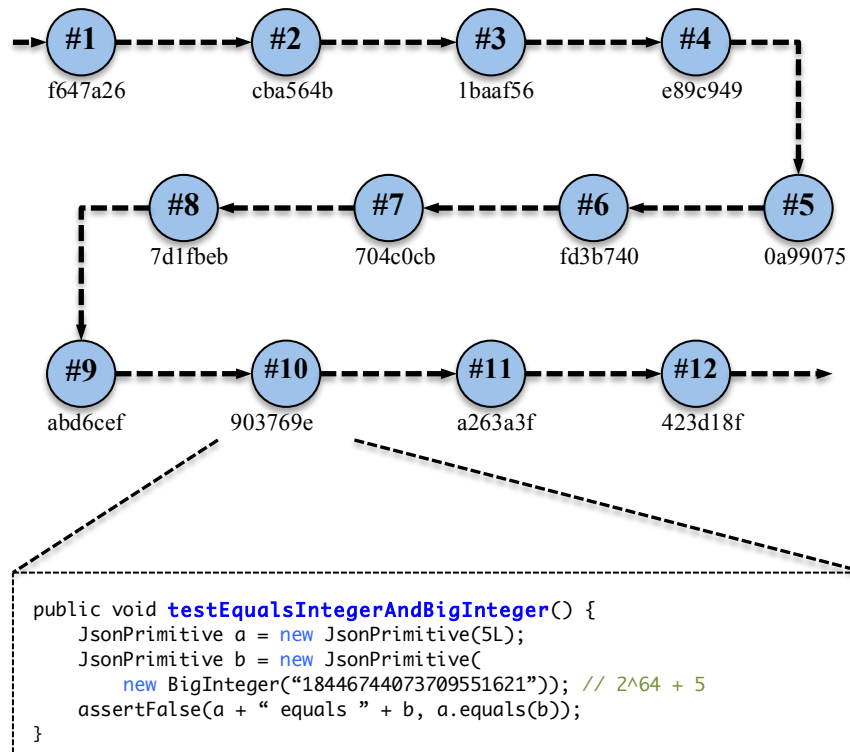 #1 #2 #3 #4
f647a26 cba564b 1baaf56 e89c949
#8 #7 #6 #5
7d1fbeb 704c0cb fd3b740 0a99075
#9 #10 #11 #12
abd6cef 903769e a263a3f 423d18f
public void testEqualsIntegerAndBigInteger() {
    JsonPrimitive a = new JsonPrimitive(5L);
    JsonPrimitive b = new JsonPrimitive(
        new BigInteger(“18446744073709551621”)); // 2^64 + 5
    assertFalse(a + “ equals ” + b, a.equals(b));
}